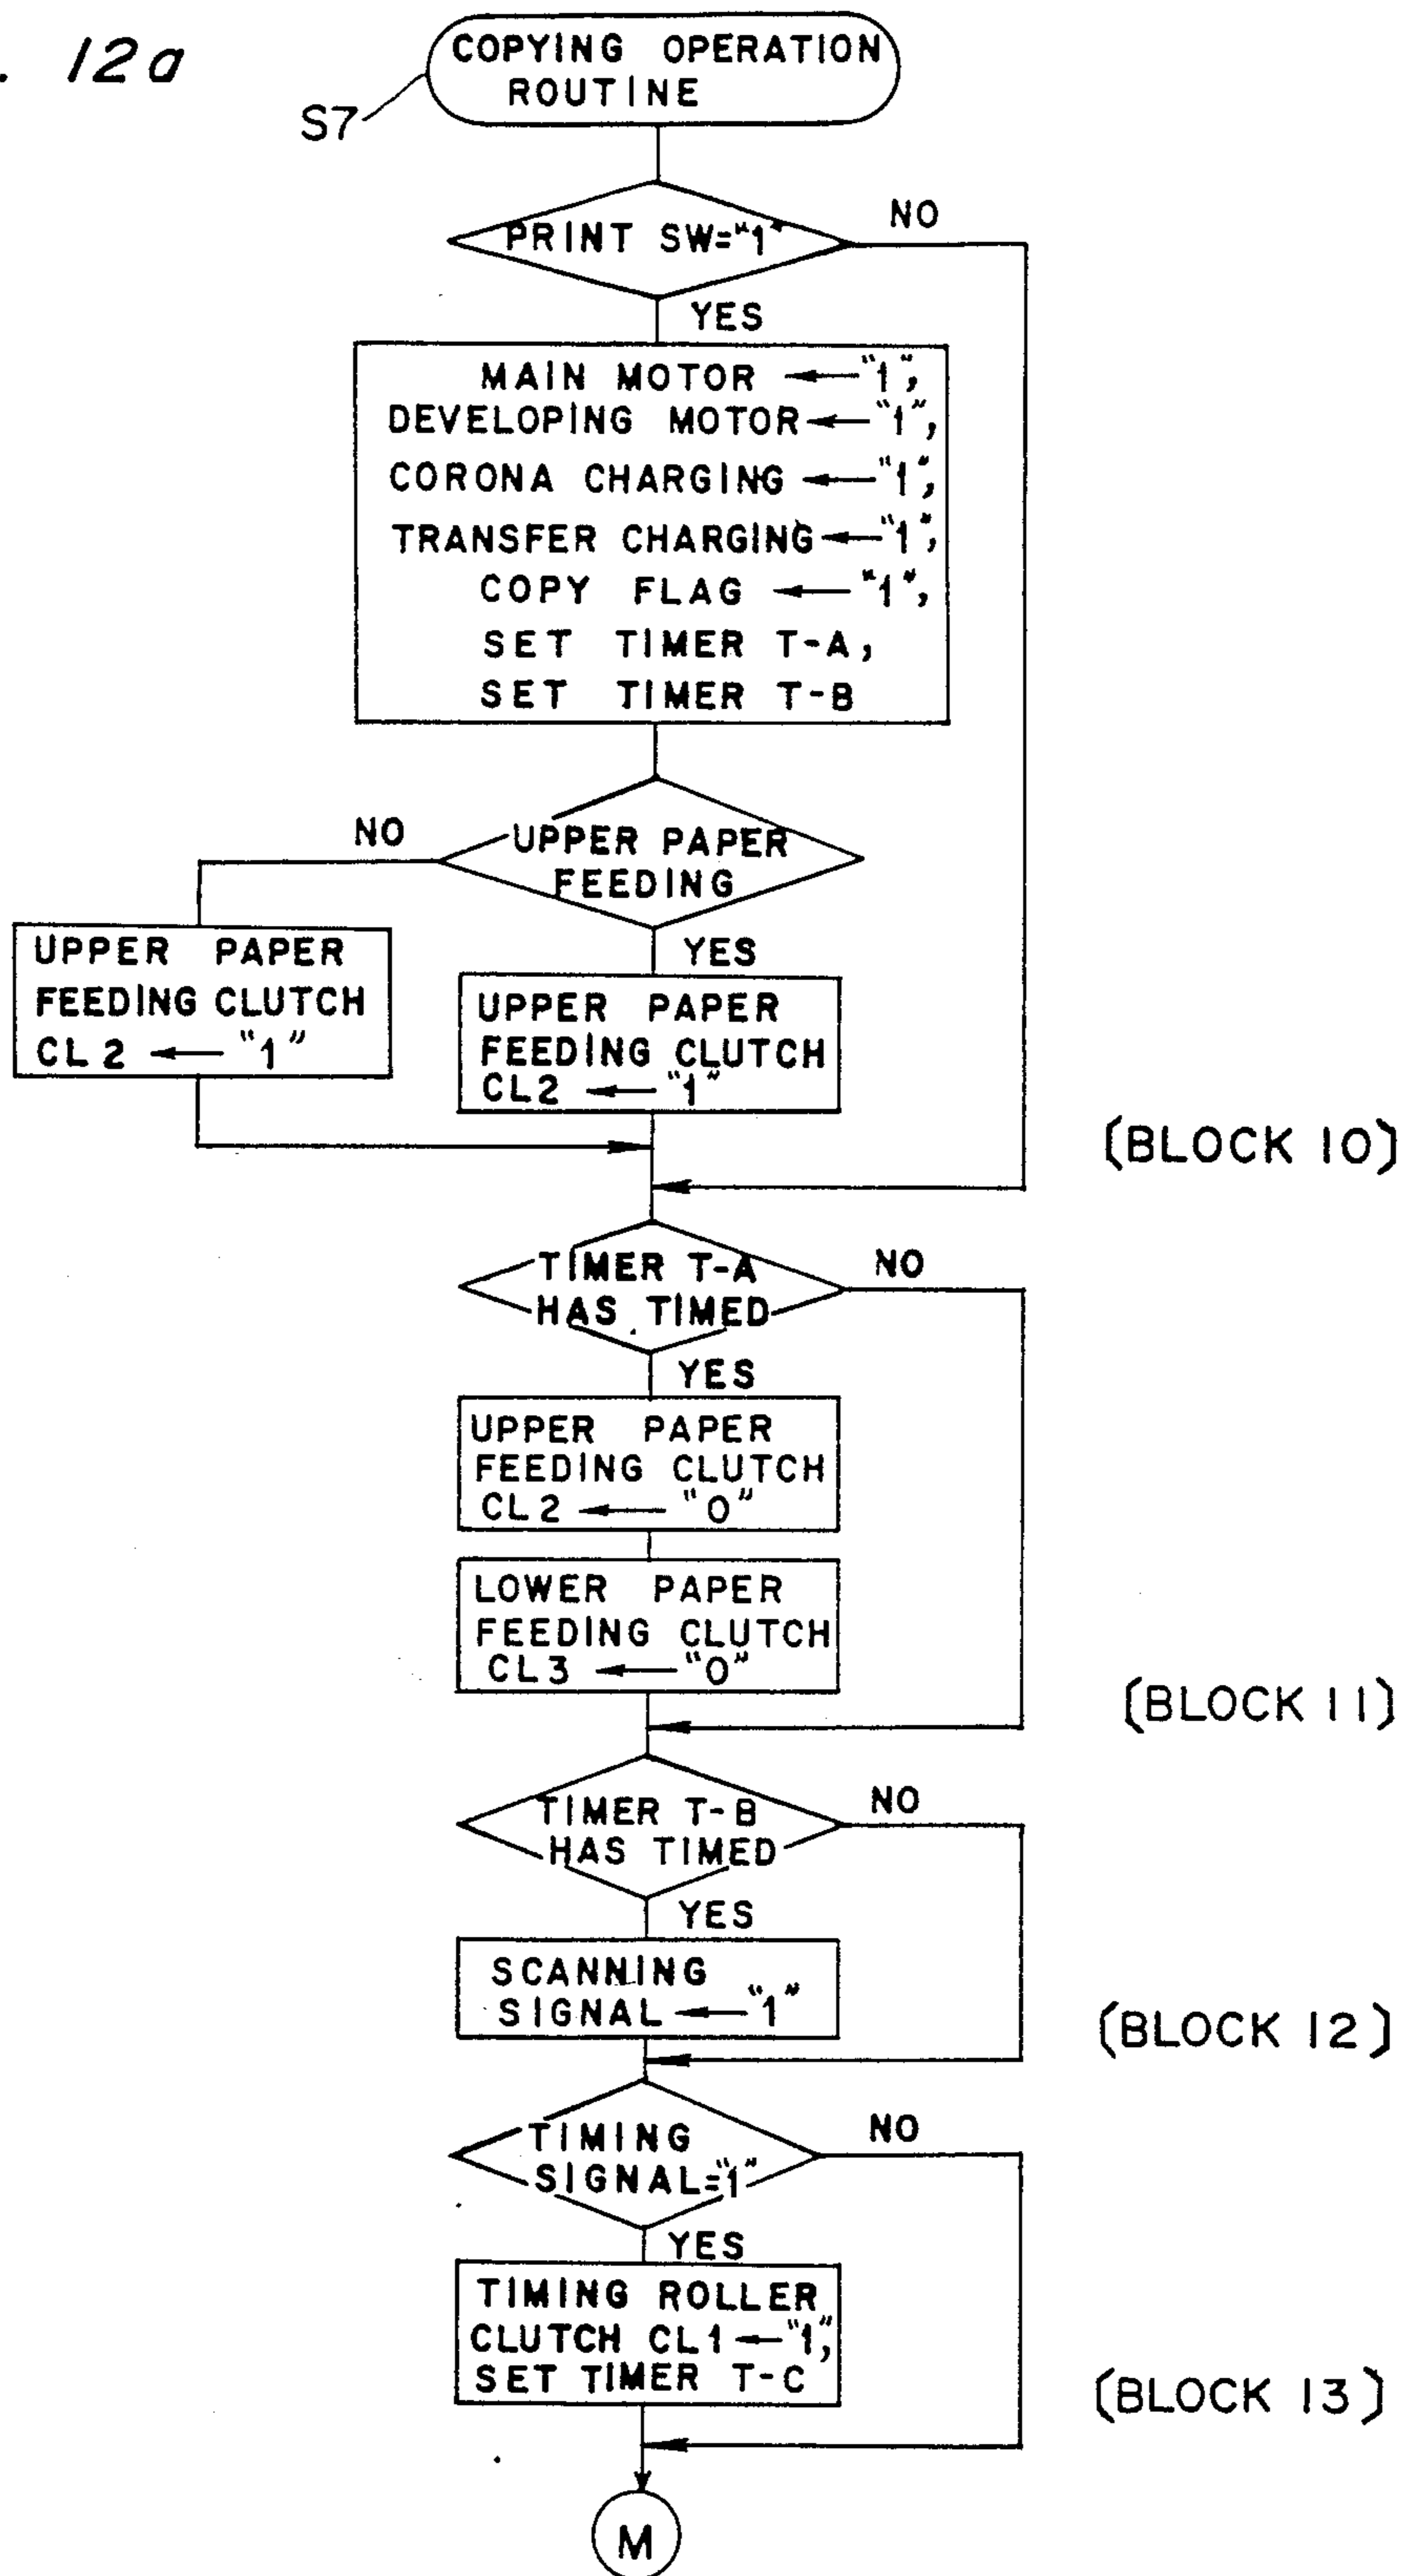 . 12a
COPYING OPERATION
ROUTINE
S7
PRINT SW="1"
NO
YES
MAIN MOTOR ← "1",
DEVELOPING MOTOR ← "1",
CORONA CHARGING ← "1",
TRANSFER CHARGING ← "1",
COPY FLAG ← "1",
SET TIMER T-A,
SET TIMER T-B
UPPER PAPER
FEEDING
NO
YES
UPPER PAPER
FEEDING CLUTCH
CL2 ← "1"
UPPER PAPER
FEEDING CLUTCH
CL2 ← "1"
(BLOCK 10)
TIMER T-A
HAS TIMED
NO
YES
UPPER PAPER
FEEDING CLUTCH
CL2 ← "0"
LOWER PAPER
FEEDING CLUTCH
CL3 ← "0"
(BLOCK 11)
TIMER T-B
HAS TIMED
NO
YES
SCANNING
SIGNAL ← "1"
(BLOCK 12)
TIMING
SIGNAL="1"
NO
YES
TIMING ROLLER
CLUTCH CL1 ← "1",
SET TIMER T-C
(BLOCK 13)
M